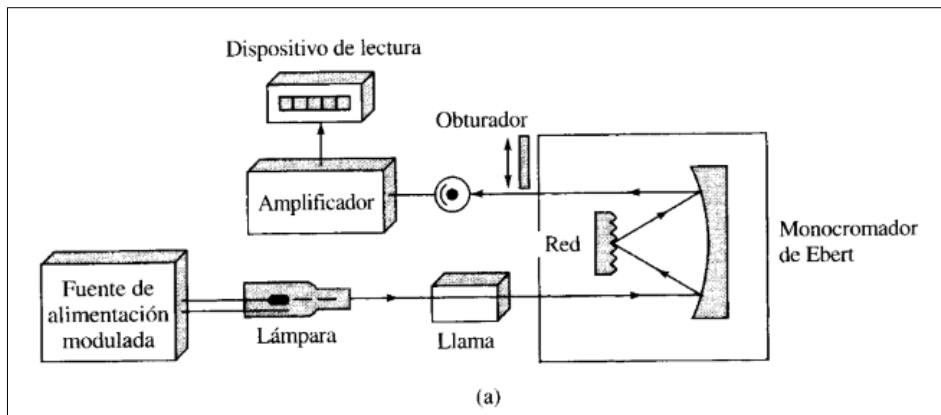 Dispositivo de lectura
Obturador
Amplificador
Red
Monocromador
de Ebert
Fuente de
alimentación
modulada
Lámpara
Llama
(a)